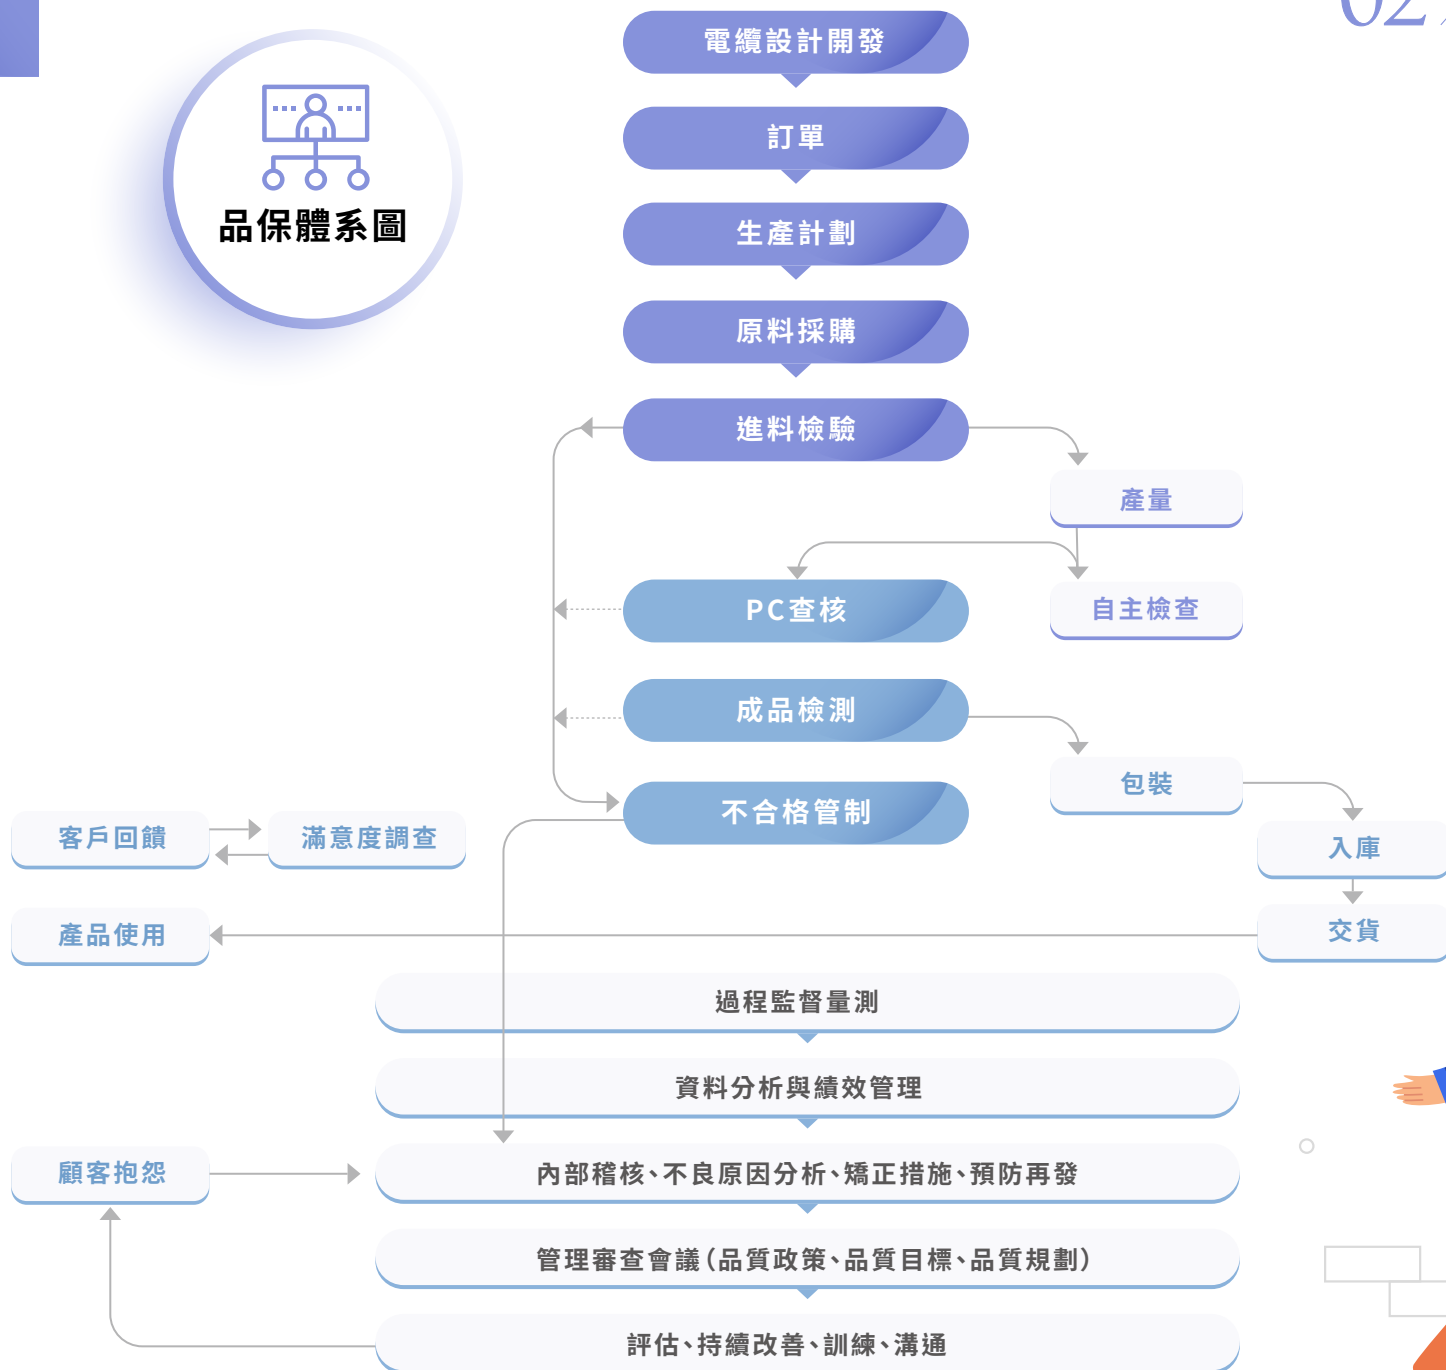 電纜設計開發
品保體系圖
訂單
生產計劃
原料採購
進料檢驗
產量
PC查核
自主檢查
成品檢測
包裝
不合格管制
客戶回饋
滿意度調查
入庫
產品使用
交貨
過程監督量測
資料分析與績效管理
顧客抱怨
內部稽核、不良原因分析、矯正措施、預防再發
管理審查會議(品質政策、品質目標、品質規劃)
評估、持續改善、訓練、溝通